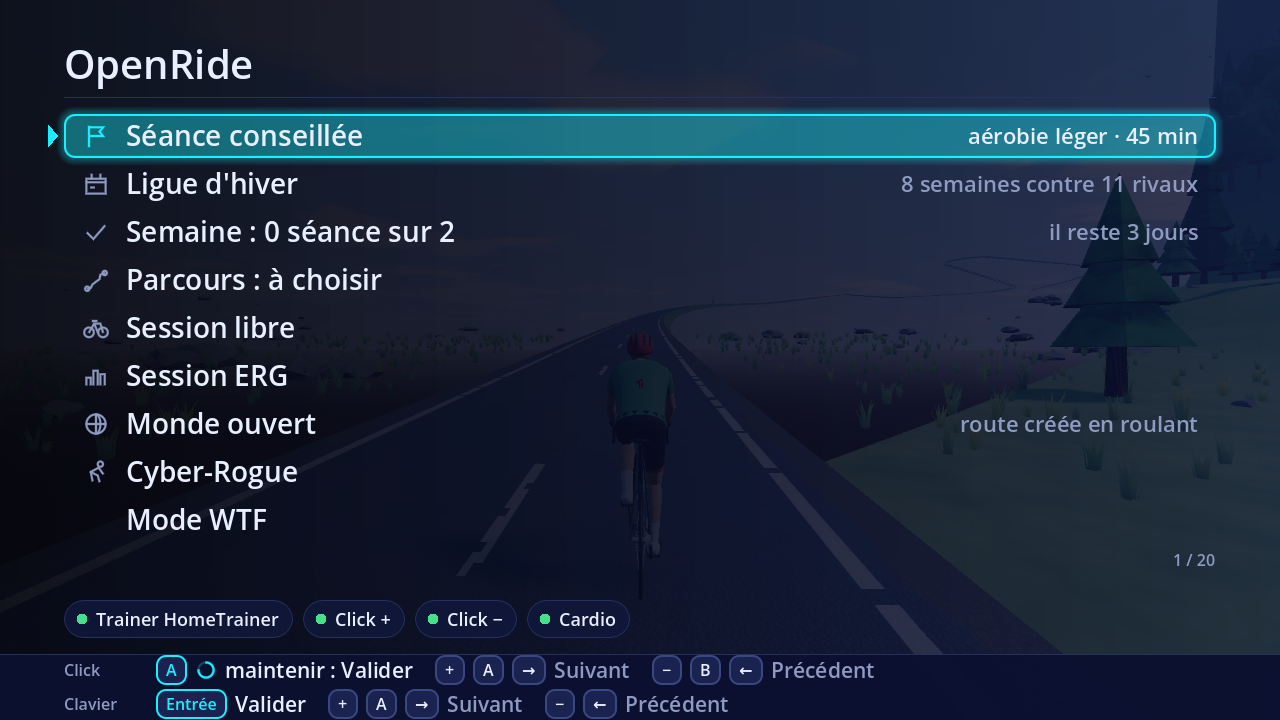 OpenRide
Séance conseillée aérobie léger · 45 min
Ligue d'hiver 8 semaines contre 11 rivaux
Semaine : 0 séance sur 2 il reste 3 jours
Parcours : à choisir
Session libre
Session ERG
Monde ouvert route créée en roulant
Cyber-Rogue
Mode WTF
1 / 20
Trainer HomeTrainer Click + Click − Cardio
Click A maintenir : Valider + A → Suivant − B ← Précédent
Clavier Entrée Valider + A → Suivant − ← Précédent